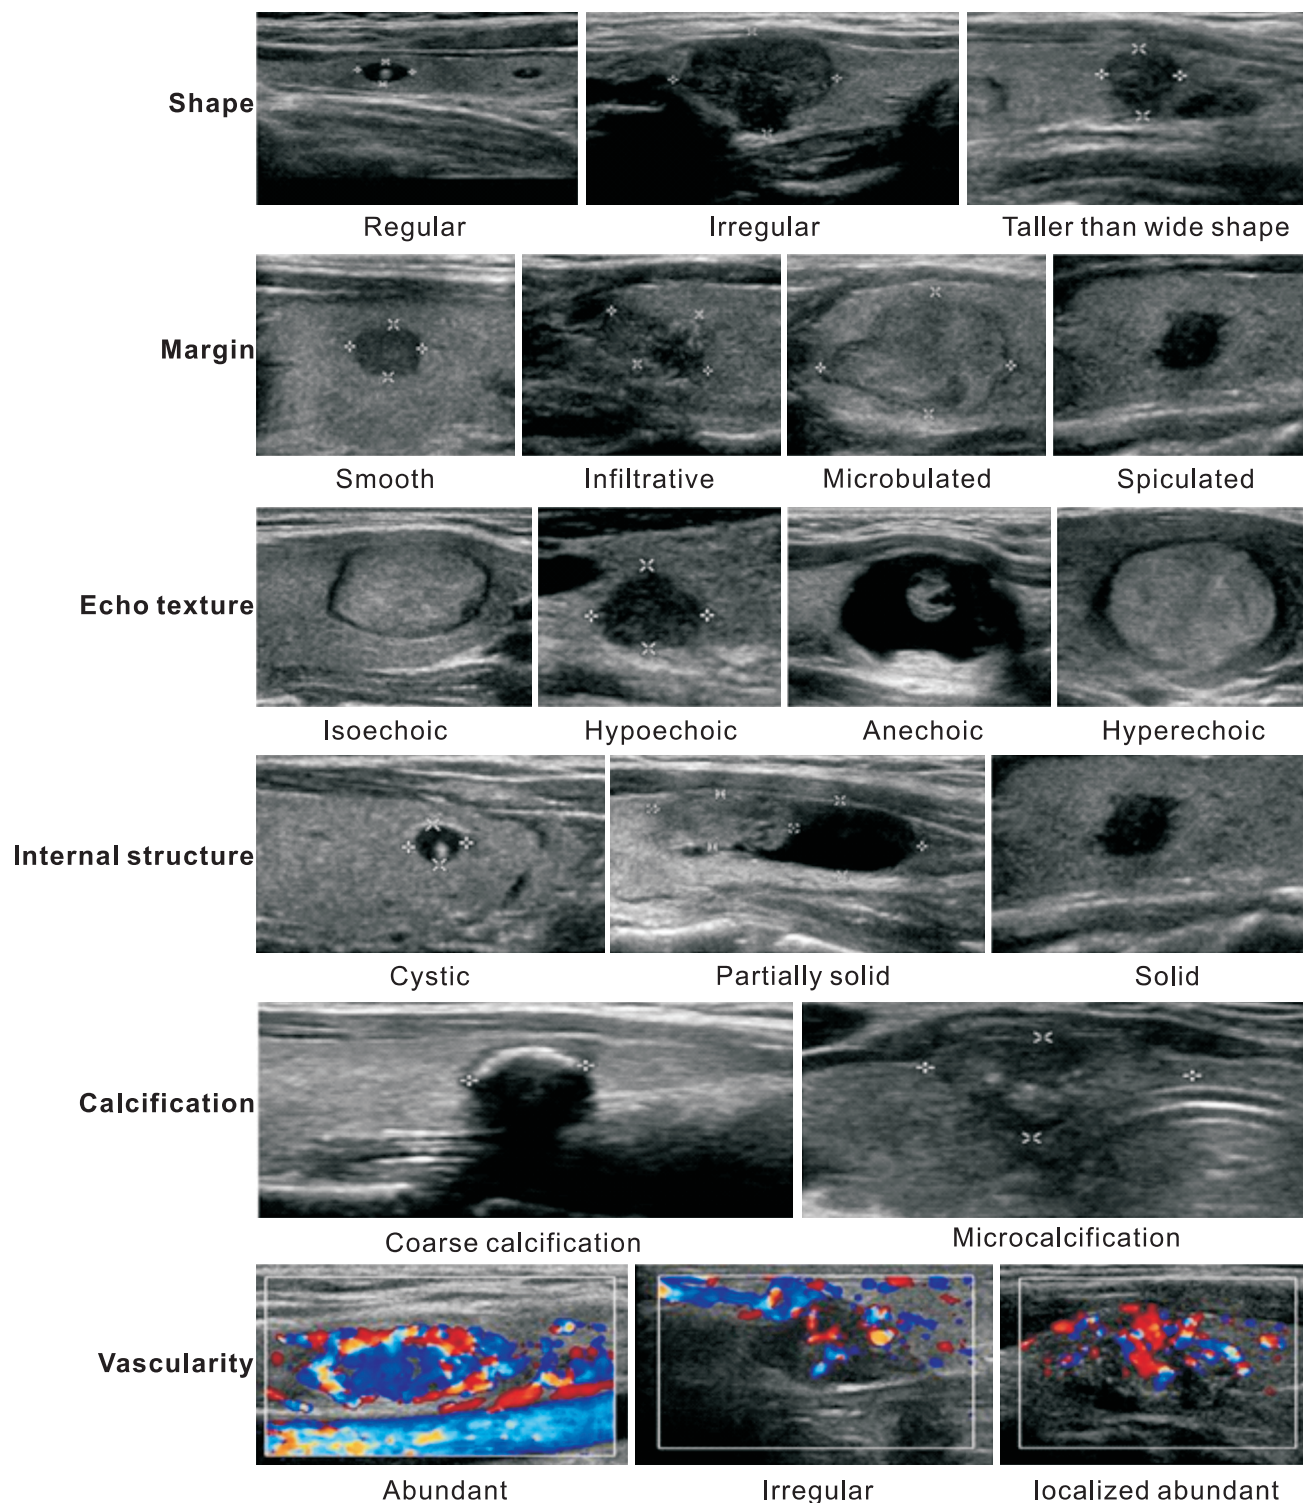 Shape
Regular
Irregular
Taller than wide shape
Margin
Smooth
Infiltrative
Microbulated
Spiculated
Echo texture
Isoechoic
Hypoechoic
Anechoic
Hyperechoic
Internal structure
Cystic
Partially solid
Solid
Calcification
Coarse calcification
Microcalcification
Vascularity
Abundant
Irregular
localized abundant